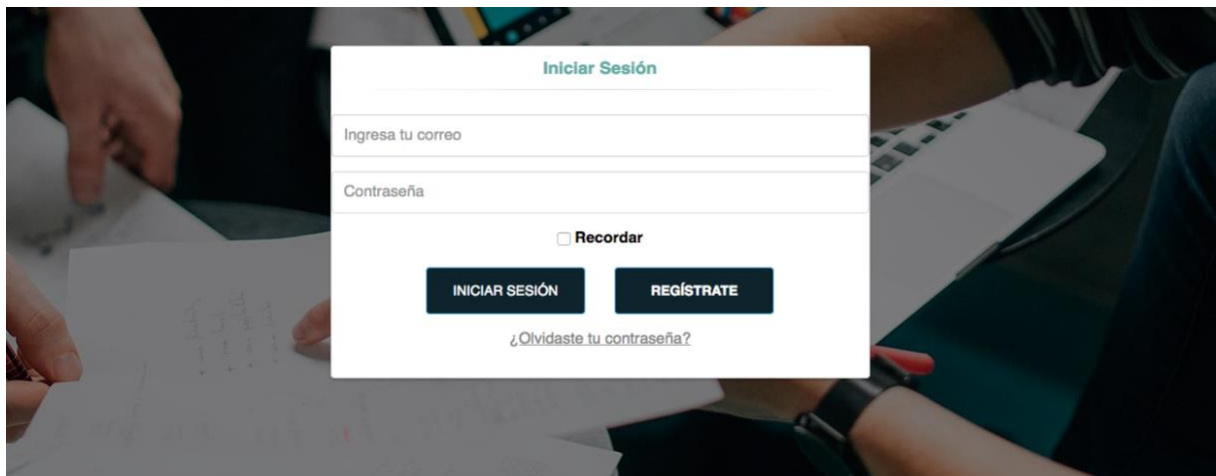 Iniciar Sesión
Ingresa tu correo
Contraseña
Recordar
INICIAR SESIÓN
REGÍSTRATE
¿Olvidaste tu contraseña?